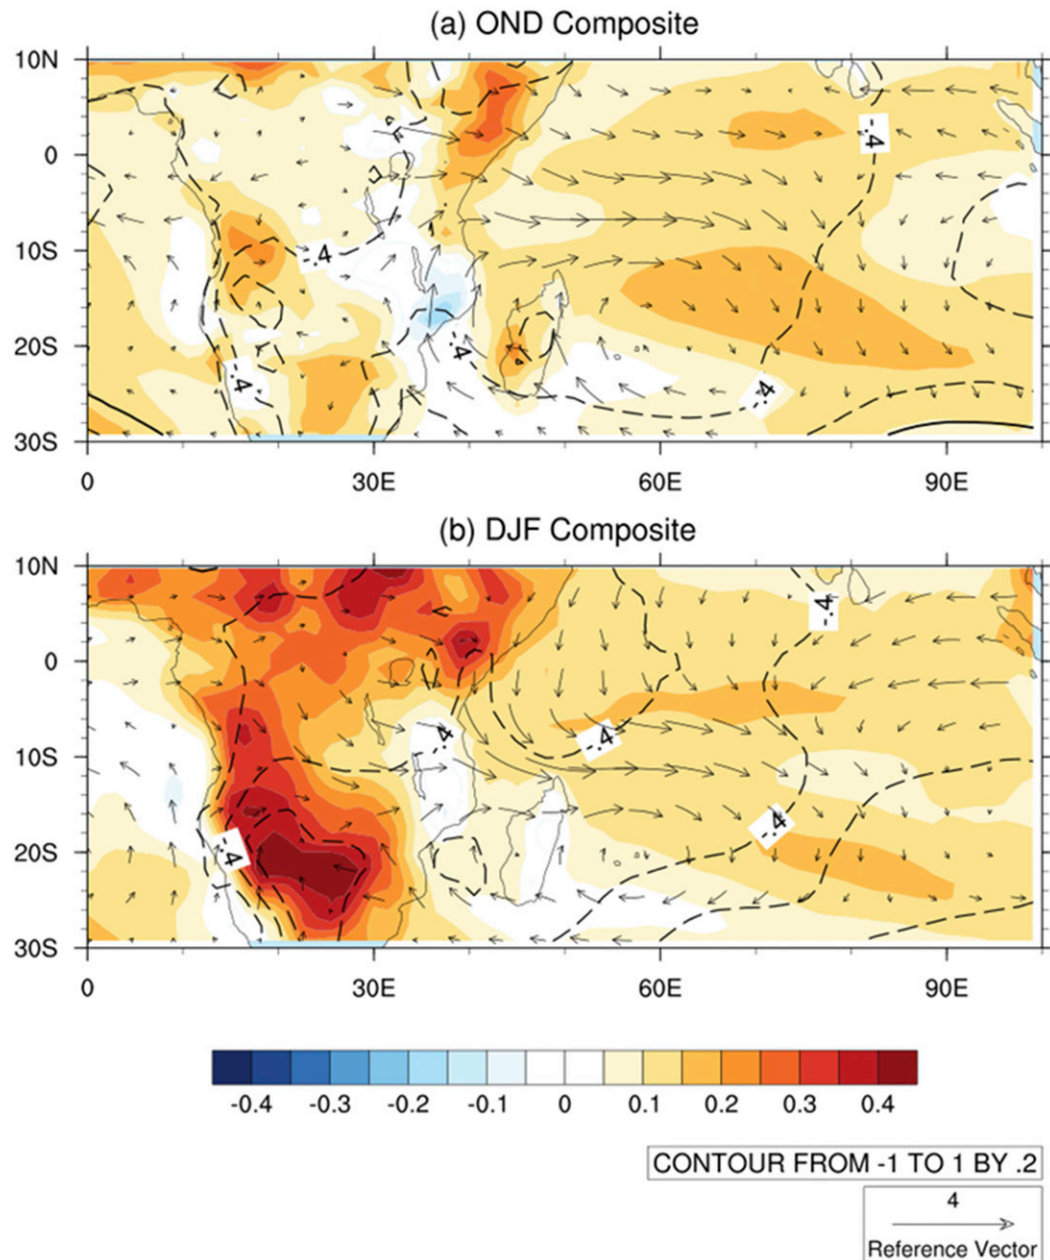 (a) OND Composite
10N
0
10S
20S
30S
-.4
-.4
-.4
-.4
-.4
0
30E
60E
90E
(b) DJF Composite
10N
0
10S
20S
30S
-.4
-.4
-.4
-.4
-.4
0
30E
60E
90E
-0.4 -0.3 -0.2 -0.1 0 0.1 0.2 0.3 0.4
CONTOUR FROM -1 TO 1 BY .2
4
Reference Vector